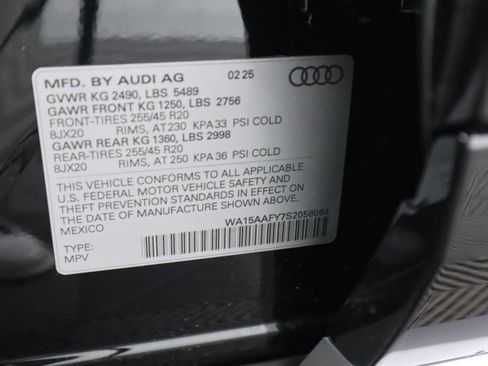 MFD. BY AUDI AG 02 25
GVWR KG 2490, LBS 5489
GAWR FRONT KG 1250, LBS 2756
FRONT-TIRES 255/45 R20
8JX20 RIMS, AT 230 KPA 33 PSI COLD
GAWR REAR KG 1360, LBS 2998
REAR-TIRES 255/45 R20
8JX20 RIMS, AT 250 KPA 36 PSI COLD
THIS VEHICLE CONFORMS TO ALL APPLICABLE
U.S. FEDERAL MOTOR VEHICLE SAFETY AND
THEFT PREVENTION STANDARDS IN EFFECT ON
THE DATE OF MANUFACTURE SHOWN ABOVE.
MEXICO
WA15AAFY7S2058084
TYPE:
MPV